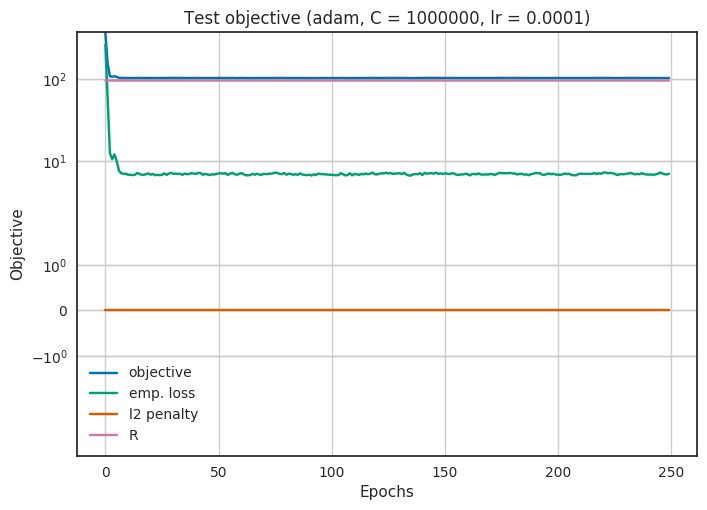 Test objective (adam, C = 1000000, lr = 0.0001)
Objective
10²
10¹
10⁰
0
−10⁰
objective
emp. loss
l2 penalty
R
0 50 100 150 200 250
Epochs